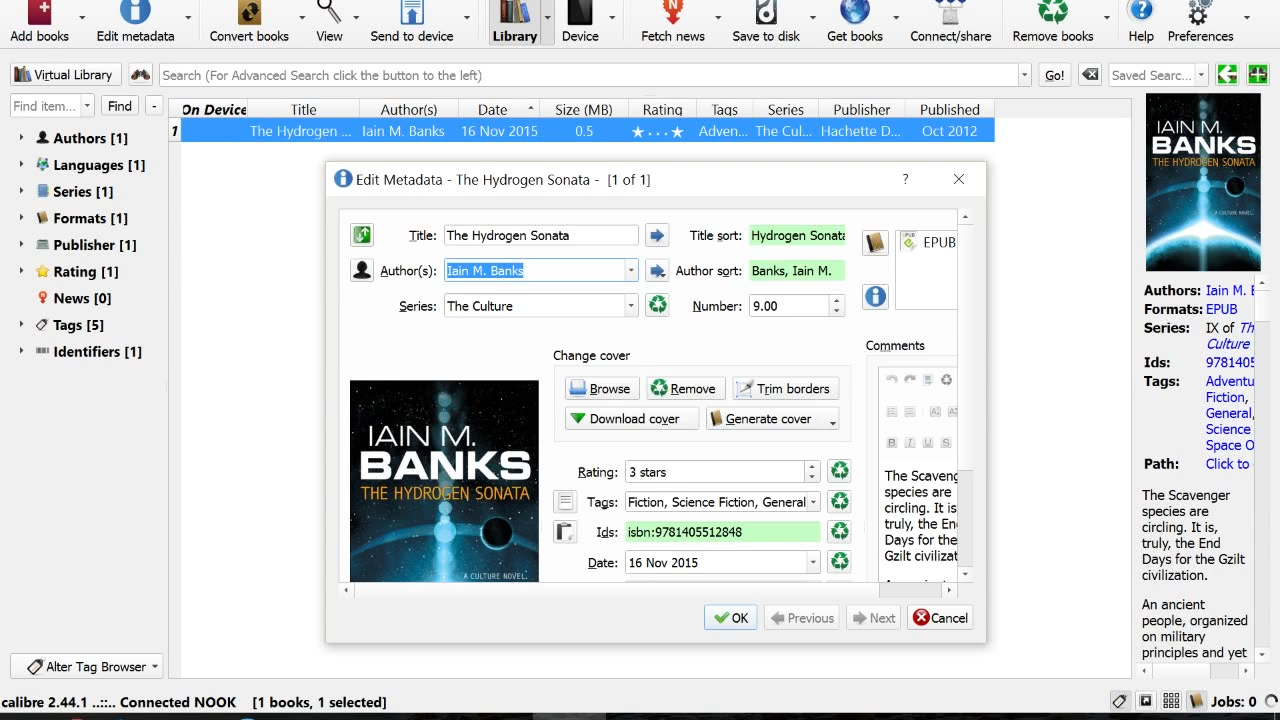 Add books Edit metadata Convert books View Send to device Library Device Fetch news Save to disk Get books Connect/share Remove books Help Preferences
Virtual Library Search (For Advanced Search click the button to the left) Go! Saved Searc...
Find item... Find - On Device Title Author(s) Date Size (MB) Rating Tags Series Publisher Published
1 The Hydrogen ... Iain M. Banks 16 Nov 2015 0.5 ★...★ Adven... The Cul... Hachette D... Oct 2012
Authors [1]
Languages [1]
Series [1]
Formats [1]
Publisher [1]
Rating [1]
News [0]
Tags [5]
Identifiers [1]
Alter Tag Browser
Edit Metadata - The Hydrogen Sonata - [1 of 1] ?
Title: The Hydrogen Sonata Title sort: Hydrogen Sonata
EPUB
Author(s): Iain M. Banks Author sort: Banks, Iain M.
Series: The Culture Number: 9.00
Change cover
Browse Remove Trim borders
Download cover Generate cover
Rating: 3 stars
Tags: Fiction, Science Fiction, General
Ids: isbn:9781405512848
Date: 16 Nov 2015
IAIN M.
BANKS
THE HYDROGEN SONATA
A CULTURE NOVEL
Comments
B I U S
The Scavenger
species are
circling. It is
truly, the En
Days for the
Gzilt civilizat
OK Previous Next Cancel
IAIN M.
BANKS
THE HYDROGEN SONATA
A CULTURE NOVEL
Authors: Iain M. B
Formats: EPUB
Series: IX of Th
Culture
Ids: 9781405
Tags: Adventu
Fiction,
General,
Science
Space O
Path: Click to
The Scavenger
species are
circling. It is,
truly, the End
Days for the
Gzilt
civilization.
An ancient
people, organized
on military
principles and yet
calibre 2.44.1 ..::.. Connected NOOK [1 books, 1 selected] Jobs: 0